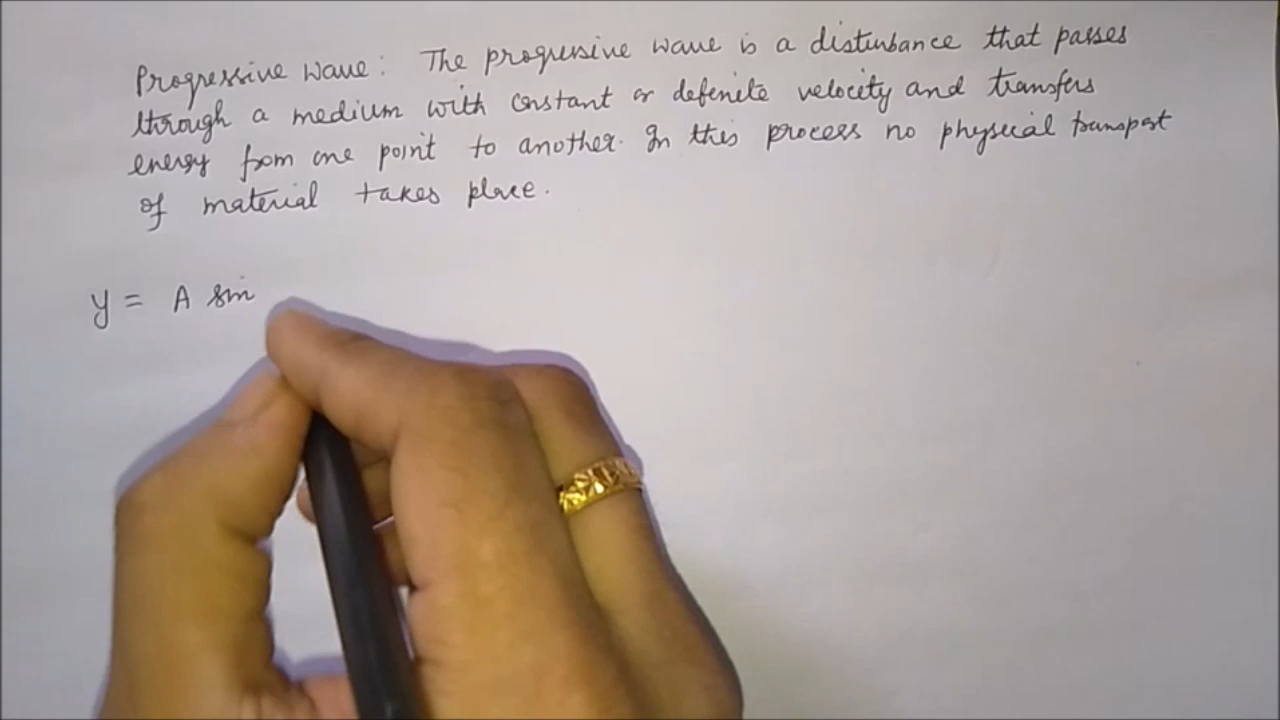 Progressive wave: The progressive wave is a disturbance that passes
through a medium with constant or definite velocity and transfers
energy from one point to another. In this process no physical transport
of material takes place.
y = A sin